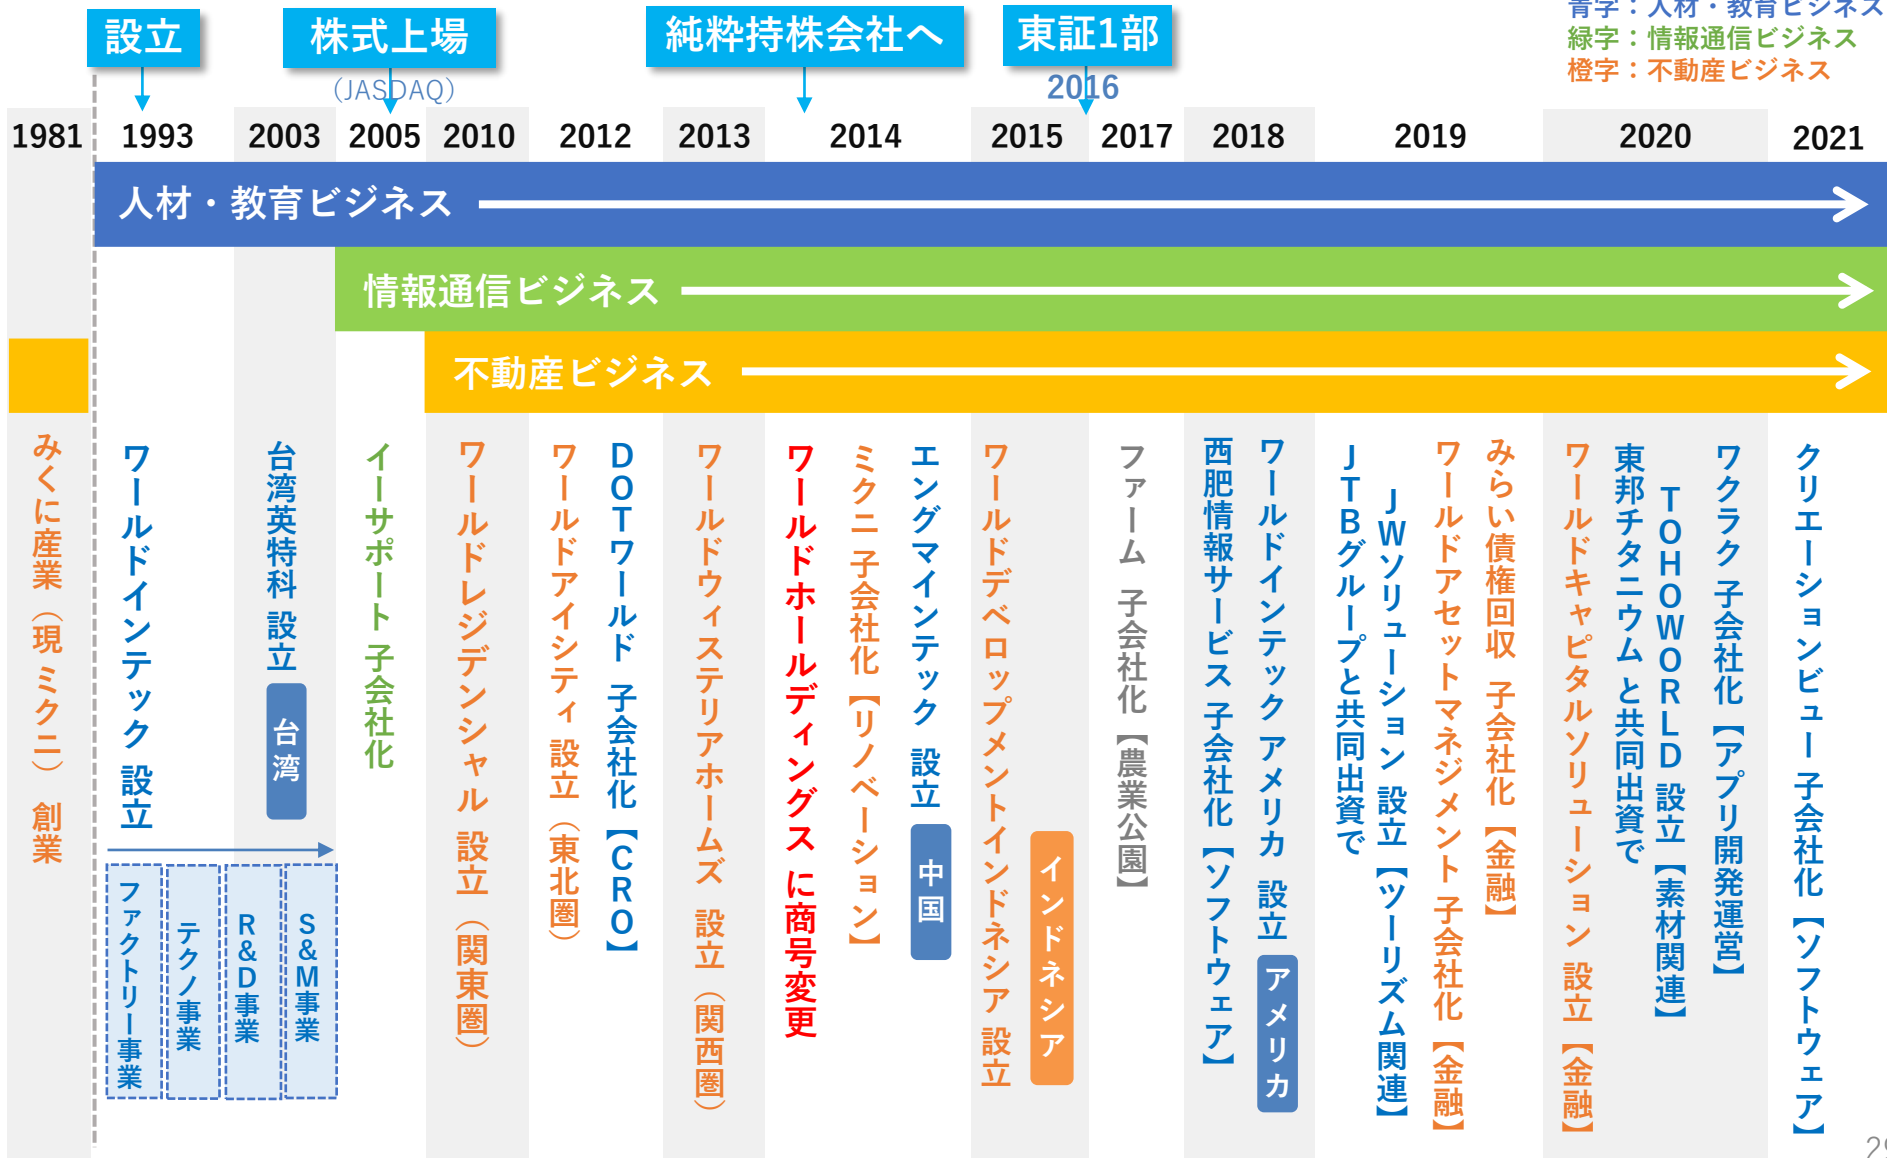 設立
株式上場
(JASDAQ)
純粋持株会社へ
東証1部
2016
青字：人材・教育ビジネス
緑字：情報通信ビジネス
橙字：不動産ビジネス
1981
1993
2003
2005
2010
2012
2013
2014
2015
2017
2018
2019
2020
2021
人材・教育ビジネス
情報通信ビジネス
不動産ビジネス
みくに産業（現 ミクニ） 創業
ワールドインテック 設立
ファクトリー事業
テクノ事業
R&D事業
S&M事業
台湾英特科 設立
台湾
イーサポート 子会社化
ワールドレジデンシャル 設立（関東圏）
ワールドアイシティ 設立（東北圏）
DOTワールド 子会社化【CRO】
ワールドウィステリアホームズ 設立（関西圏）
ワールドホールディングス に商号変更
ミクニ 子会社化【リノベーション】
エングマインテック 設立
中国
ワールドデベロップメントインドネシア 設立
インドネシア
ファーム 子会社化【農業公園】
西肥情報サービス 子会社化【ソフトウェア】
ワールドインテック アメリカ 設立
アメリカ
JTBグループと共同出資で
JWソリューション 設立【ツーリズム関連】
ワールドアセットマネジメント 子会社化【金融】
みらい債権回収 子会社化【金融】
ワールドキャピタルソリューション 設立【金融】
東邦チタニウム と共同出資で
TOHOWORLD 設立【素材関連】
ワクラク 子会社化【アプリ開発運営】
クリエーションビュー 子会社化【ソフトウェア】